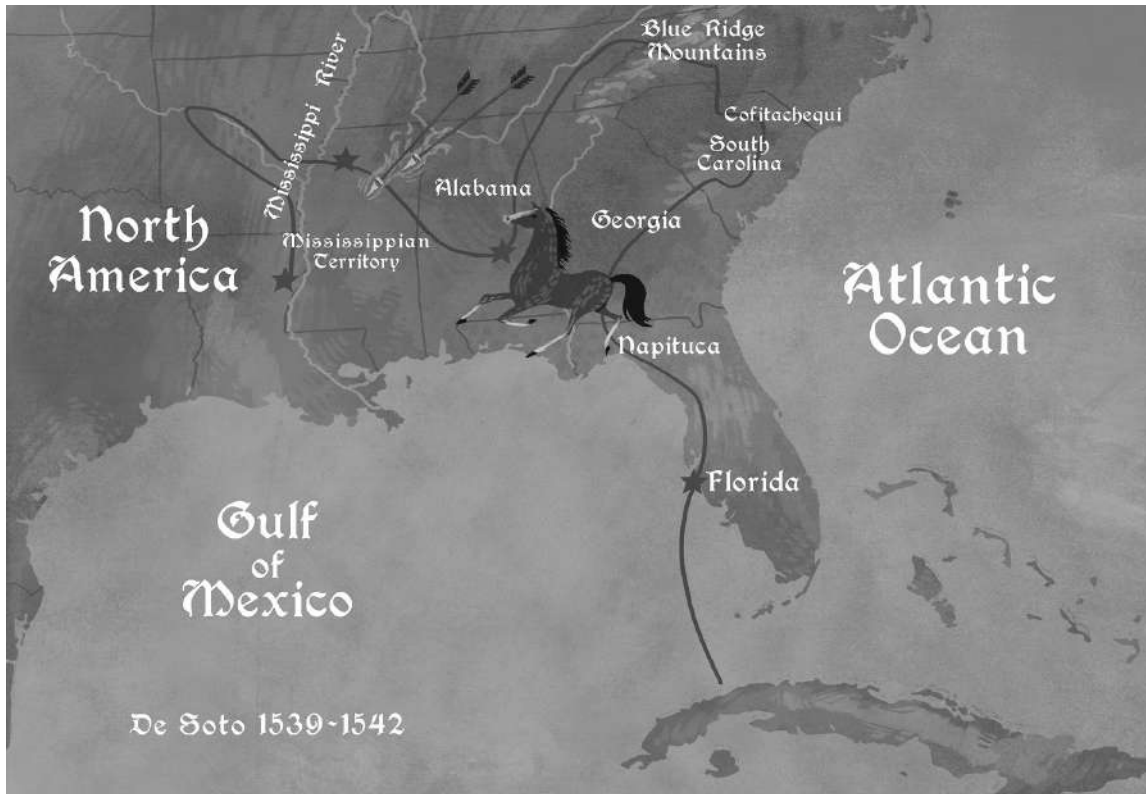 Blue Ridge
Mountains
Mississippi River
Cofitachequi
South
Carolina
Alabama
North
America
Georgia
Mississippian
Territory
Atlantic
Ocean
Napituca
Florida
Gulf
of
Mexico
De Soto 1539-1542